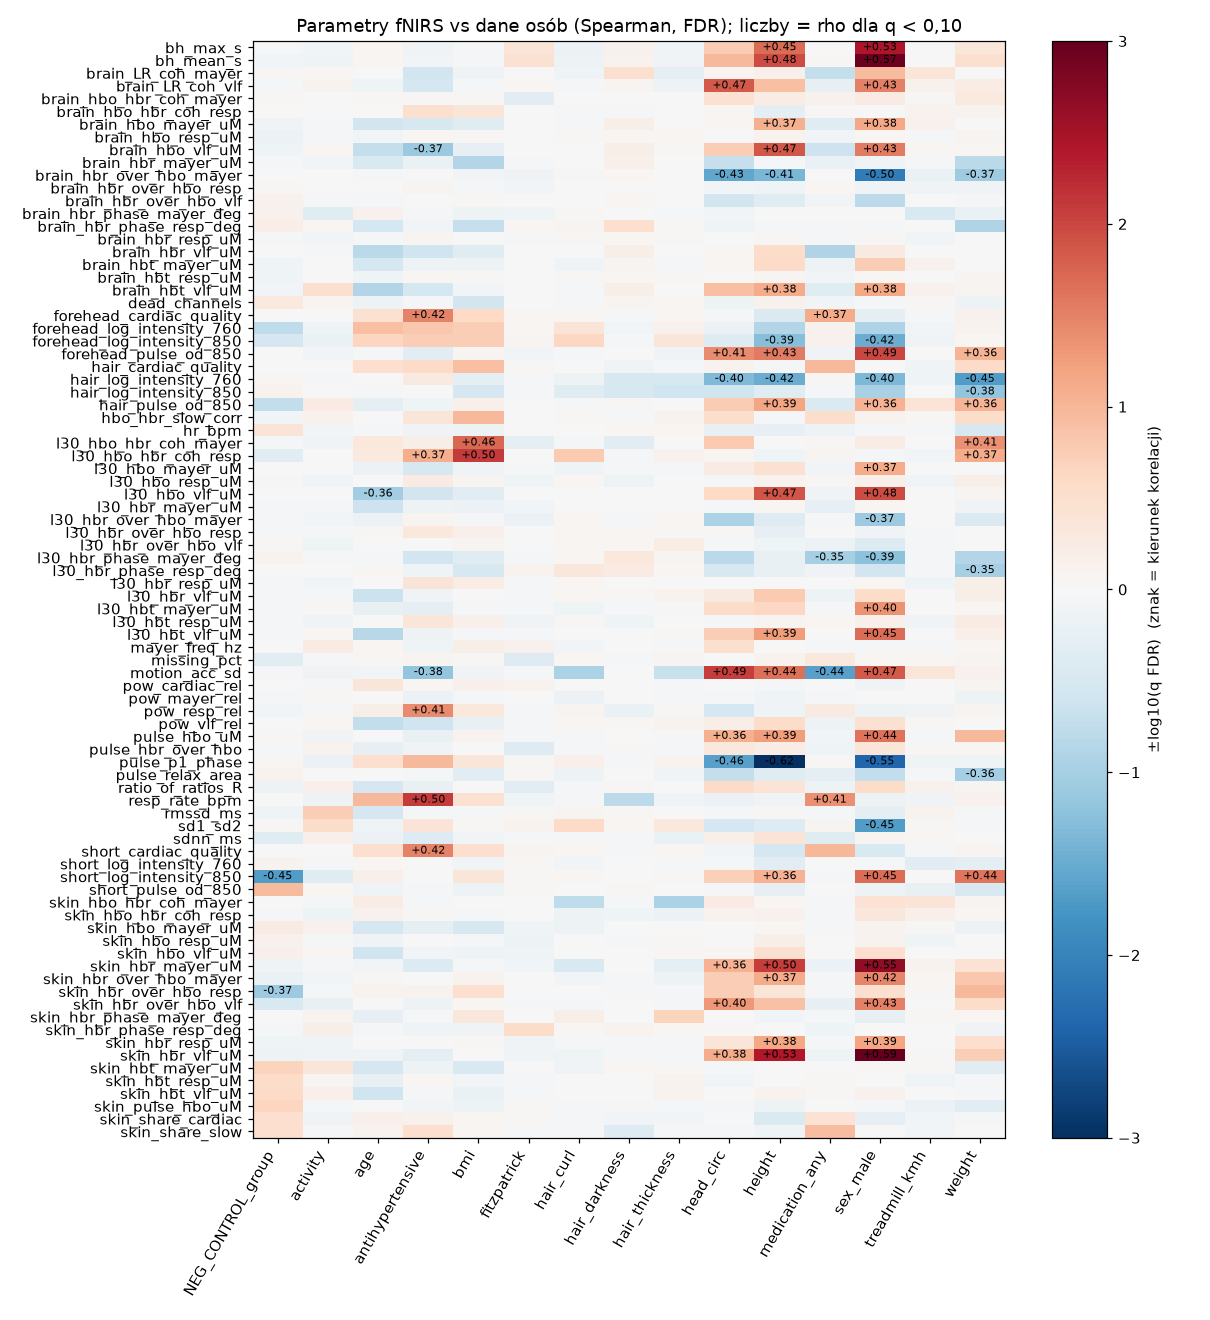 Parametry fNIRS vs dane osób (Spearman, FDR); liczby = rho dla q < 0,10
bh_max_s +0.45 +0.53
bh_mean_s +0.48 +0.57
brain_LR_coh_mayer
brain_LR_coh_vlf +0.47 +0.43
brain_hbo_hbr_coh_mayer
brain_hbo_hbr_coh_resp
brain_hbo_mayer_uM +0.37 +0.38
brain_hbo_resp_uM
brain_hbo_vlf_uM -0.37 +0.47 +0.43
brain_hbr_mayer_uM
brain_hbr_over_hbo_mayer -0.43 -0.41 -0.50 -0.37
brain_hbr_over_hbo_resp
brain_hbr_over_hbo_vlf
brain_hbr_phase_mayer_deg
brain_hbr_phase_resp_deg
brain_hbr_resp_uM
brain_hbr_vlf_uM
brain_hbt_mayer_uM
brain_hbt_resp_uM
brain_hbt_vlf_uM +0.38 +0.38
dead_channels
forehead_cardiac_quality +0.42 +0.37
forehead_log_intensity_760
forehead_log_intensity_850 -0.39 -0.42
forehead_pulse_od_850 +0.41 +0.43 +0.49 +0.36
hair_cardiac_quality
hair_log_intensity_760 -0.40 -0.42 -0.40 -0.45
hair_log_intensity_850 -0.38
hair_pulse_od_850 +0.39 +0.36 +0.36
hbo_hbr_slow_corr
hr_bpm
l30_hbo_hbr_coh_mayer +0.46 +0.41
l30_hbo_hbr_coh_resp +0.37 +0.50 +0.37
l30_hbo_mayer_uM +0.37
l30_hbo_resp_uM
l30_hbo_vlf_uM -0.36 +0.47 +0.48
l30_hbr_mayer_uM
l30_hbr_over_hbo_mayer -0.37
l30_hbr_over_hbo_resp
l30_hbr_over_hbo_vlf
l30_hbr_phase_mayer_deg -0.35 -0.39
l30_hbr_phase_resp_deg -0.35
l30_hbr_resp_uM
l30_hbr_vlf_uM
l30_hbt_mayer_uM +0.40
l30_hbt_resp_uM
l30_hbt_vlf_uM +0.39 +0.45
mayer_freq_hz
missing_pct
motion_acc_sd -0.38 +0.49 +0.44 -0.44 +0.47
pow_cardiac_rel
pow_mayer_rel
pow_resp_rel +0.41
pow_vlf_rel
pulse_hbo_uM +0.36 +0.39 +0.44
pulse_hbr_over_hbo
pulse_p1_phase -0.46 -0.62 -0.55
pulse_relax_area -0.36
ratio_of_ratios_R
resp_rate_bpm +0.50 +0.41
rmssd_ms
sd1_sd2 -0.45
sdnn_ms
short_cardiac_quality +0.42
short_log_intensity_760
short_log_intensity_850 -0.45 +0.36 +0.45 +0.44
short_pulse_od_850
skin_hbo_hbr_coh_mayer
skin_hbo_hbr_coh_resp
skin_hbo_mayer_uM
skin_hbo_resp_uM
skin_hbo_vlf_uM
skin_hbr_mayer_uM +0.36 +0.50 +0.55
skin_hbr_over_hbo_mayer +0.37 +0.42
skin_hbr_over_hbo_resp -0.37
skin_hbr_over_hbo_vlf +0.40 +0.43
skin_hbr_phase_mayer_deg
skin_hbr_phase_resp_deg
skin_hbr_resp_uM +0.38 +0.39
skin_hbr_vlf_uM +0.38 +0.53 +0.59
skin_hbt_mayer_uM
skin_hbt_resp_uM
skin_hbt_vlf_uM
skin_pulse_hbo_uM
skin_share_cardiac
skin_share_slow
NEG_CONTROL_group
activity
age
antihypertensive
bmi
fitzpatrick
hair_curl
hair_darkness
hair_thickness
head_circ
height
medication_any
sex_male
treadmill_kmh
weight
3
2
1
0
−1
−2
−3
±log10(q FDR) (znak = kierunek korelacji)